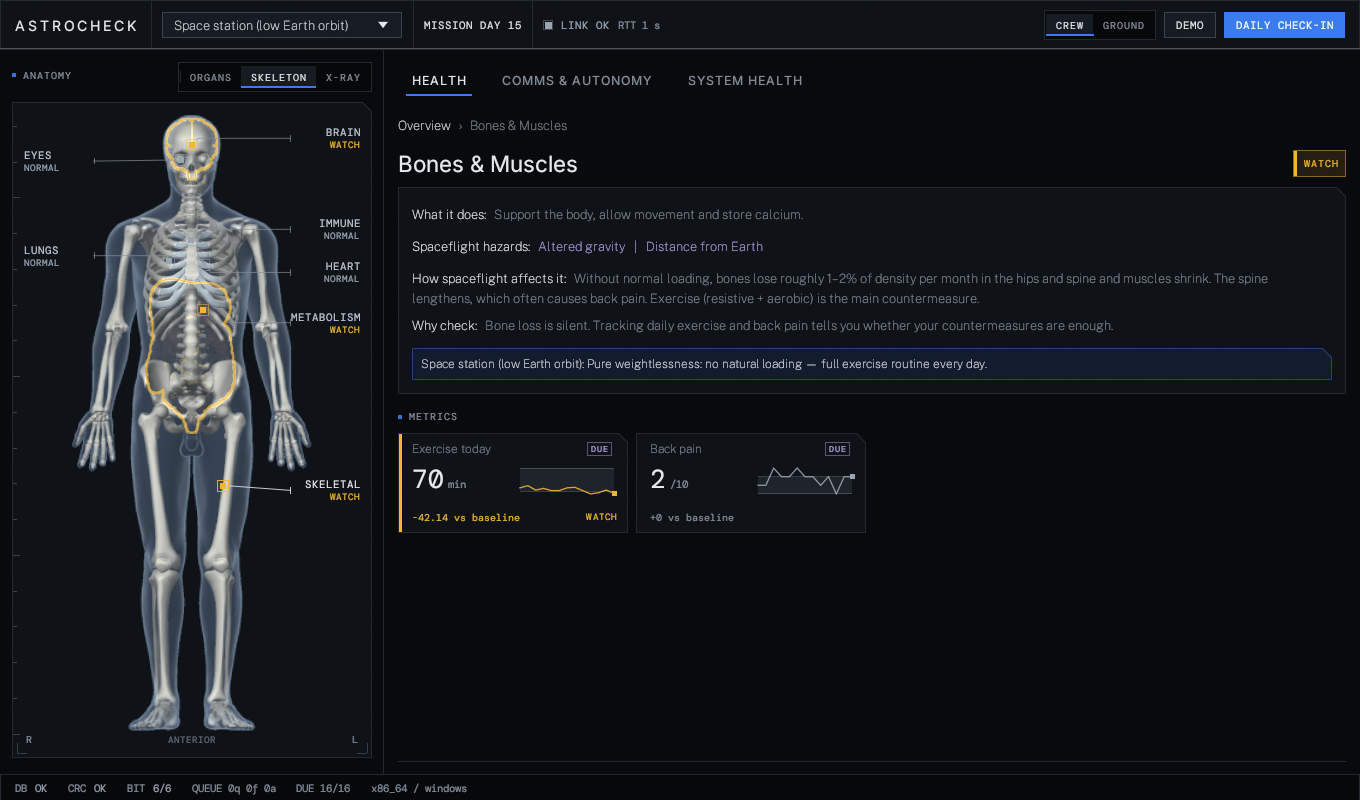 ASTROCHECK
Space station (low Earth orbit)
MISSION DAY 15
LINK OK RTT 1 s
CREW
GROUND
DEMO
DAILY CHECK-IN
ANATOMY
ORGANS
SKELETON
X-RAY
BRAIN
WATCH
EYES
NORMAL
IMMUNE
NORMAL
LUNGS
NORMAL
HEART
NORMAL
METABOLISM
WATCH
SKELETAL
WATCH
R
ANTERIOR
L
HEALTH
COMMS & AUTONOMY
SYSTEM HEALTH
Overview › Bones & Muscles
Bones & Muscles
WATCH
What it does: Support the body, allow movement and store calcium.
Spaceflight hazards: Altered gravity | Distance from Earth
How spaceflight affects it: Without normal loading, bones lose roughly 1–2% of density per month in the hips and spine and muscles shrink. The spine
lengthens, which often causes back pain. Exercise (resistive + aerobic) is the main countermeasure.
Why check: Bone loss is silent. Tracking daily exercise and back pain tells you whether your countermeasures are enough.
Space station (low Earth orbit): Pure weightlessness: no natural loading — full exercise routine every day.
METRICS
Exercise today
DUE
70 min
-42.14 vs baseline
WATCH
Back pain
DUE
2 /10
+0 vs baseline
DB OK
CRC OK
BIT 6/6
QUEUE 0q 0f 0a
DUE 16/16
x86_64 / windows